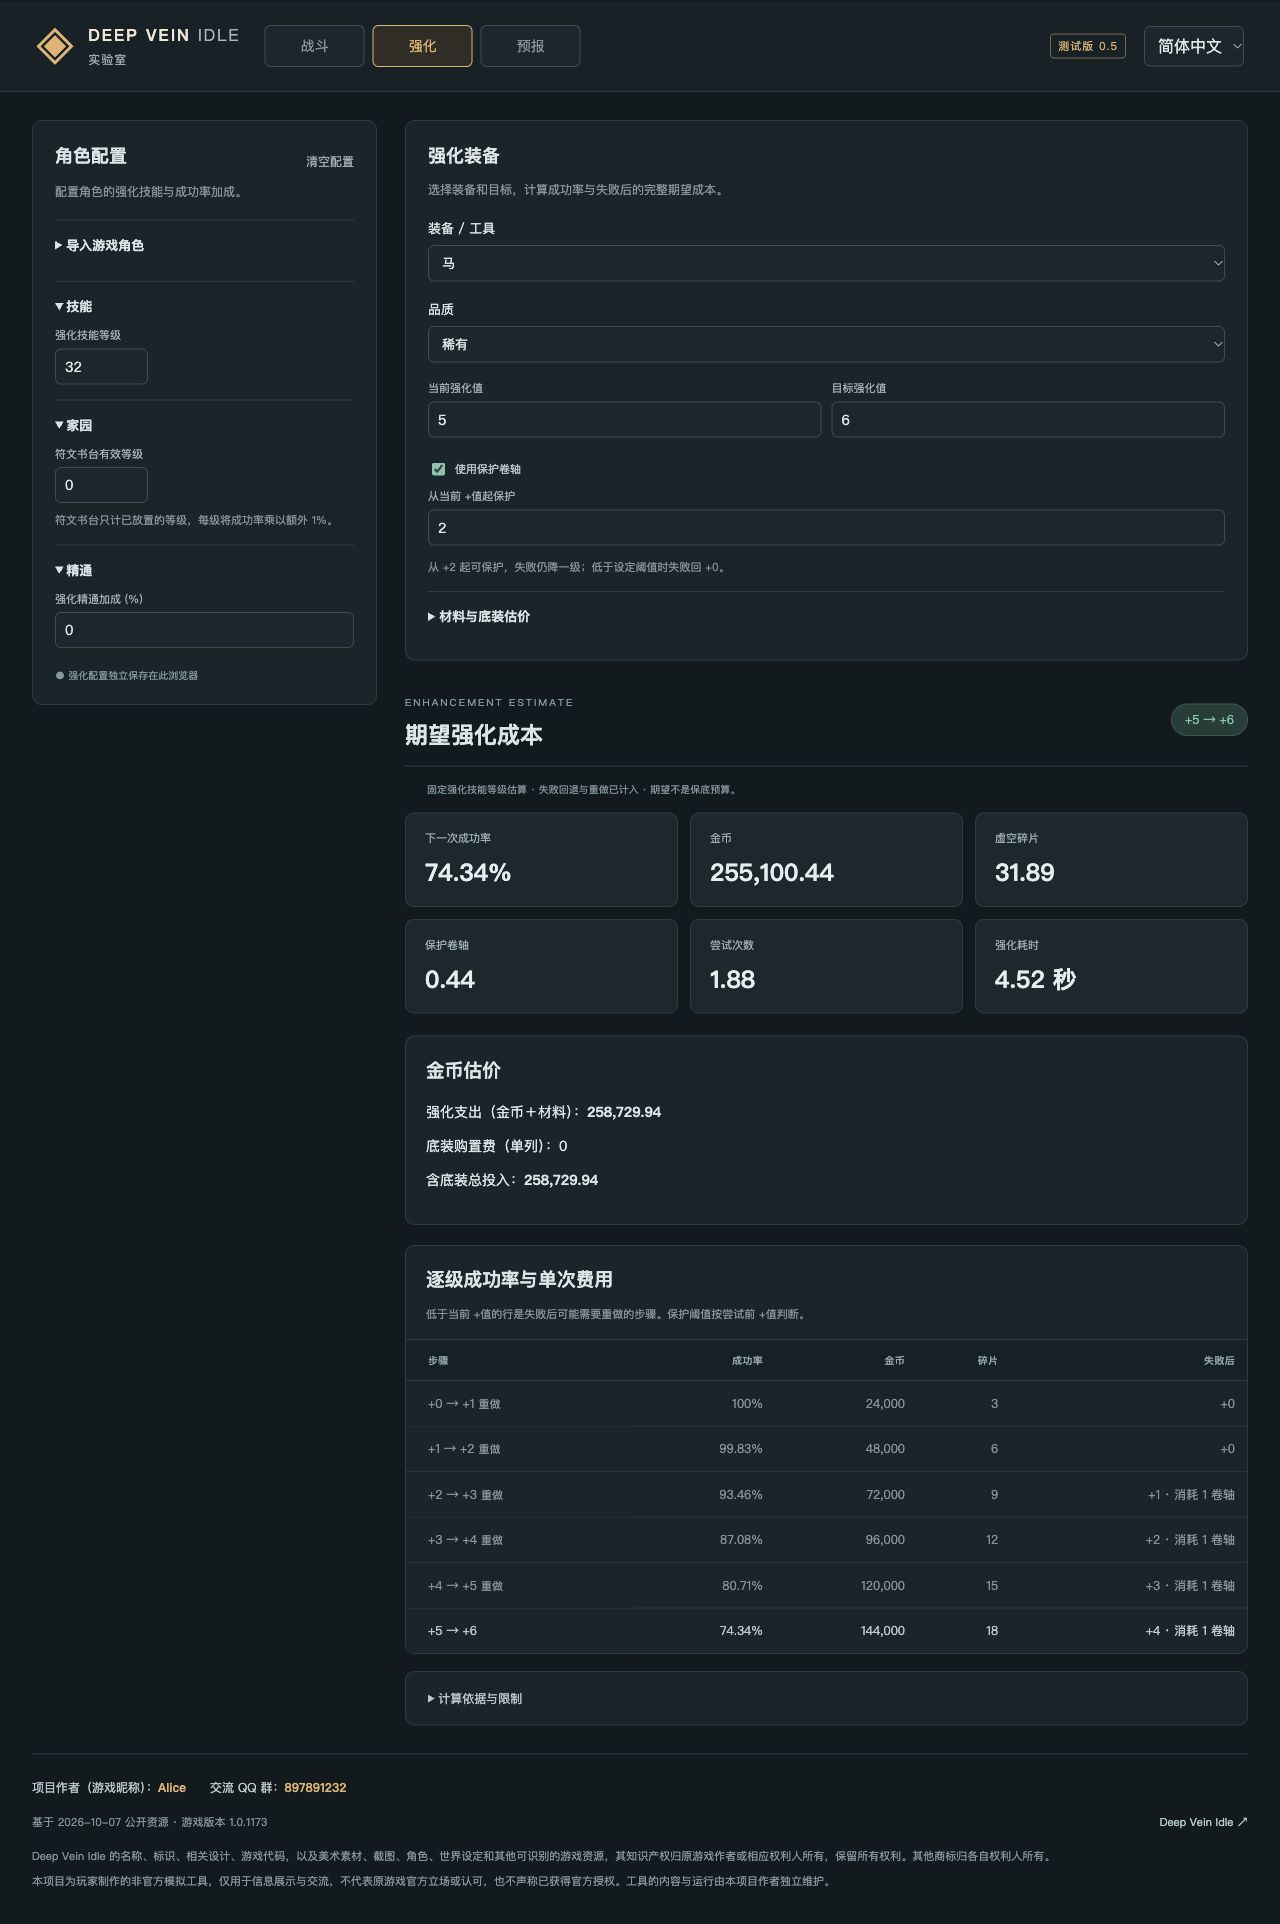 DEEP VEIN IDLE
实验室
战斗
强化
预报
测试版 0.5
简体中文
角色配置
清空配置
配置角色的强化技能与成功率加成。
导入游戏角色
技能
强化技能等级
32
家园
符文书台有效等级
0
符文书台只计已放置的等级，每级将成功率乘以额外 1%。
精通
强化精通加成 (%)
0
强化配置独立保存在此浏览器
强化装备
选择装备和目标，计算成功率与失败后的完整期望成本。
装备 / 工具
马
品质
稀有
当前强化值
目标强化值
5
6
使用保护卷轴
从当前 +值起保护
2
从 +2 起可保护，失败仍降一级；低于设定阈值时失败回 +0。
材料与底装估价
ENHANCEMENT ESTIMATE
期望强化成本
+5 → +6
固定强化技能等级估算 · 失败回退与重做已计入 · 期望不是保底预算。
下一次成功率
74.34%
金币
255,100.44
虚空碎片
31.89
保护卷轴
0.44
尝试次数
1.88
强化耗时
4.52 秒
金币估价
强化支出（金币＋材料）：258,729.94
底装购置费（单列）：0
含底装总投入：258,729.94
逐级成功率与单次费用
低于当前 +值的行是失败后可能需要重做的步骤。保护阈值按尝试前 +值判断。
步骤 成功率 金币 碎片 失败后
+0 → +1 重做 100% 24,000 3 +0
+1 → +2 重做 99.83% 48,000 6 +0
+2 → +3 重做 93.46% 72,000 9 +1 · 消耗 1 卷轴
+3 → +4 重做 87.08% 96,000 12 +2 · 消耗 1 卷轴
+4 → +5 重做 80.71% 120,000 15 +3 · 消耗 1 卷轴
+5 → +6 74.34% 144,000 18 +4 · 消耗 1 卷轴
计算依据与限制
项目作者（游戏昵称）：Alice 交流 QQ 群：897891232
基于 2026-10-07 公开资源 · 游戏版本 1.0.1173
Deep Vein Idle ↗
Deep Vein Idle 的名称、标识、相关设计、游戏代码，以及美术素材、截图、角色、世界设定和其他可识别的游戏资源，其知识产权归原游戏作者或相应权利人所有，保留所有权利。其他商标归各自权利人所有。
本项目为玩家制作的非官方模拟工具，仅用于信息展示与交流，不代表原游戏官方立场或认可，也不声称已获得官方授权。工具的内容与运行由本项目作者独立维护。